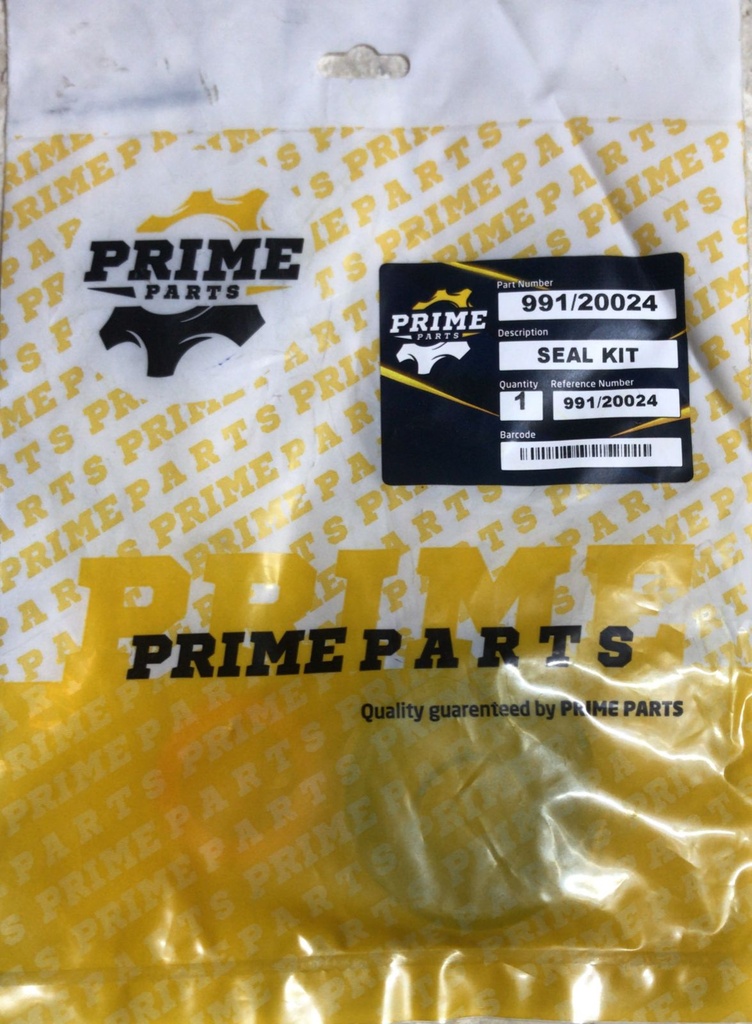 PRIME
PARTS
PRIME
PARTS
Part Number
991/20024
Description
SEAL KIT
Quantity
Reference Number
1
991/20024
Barcode
PRIME
PRIME PARTS
Quality guarenteed by PRIME PARTS